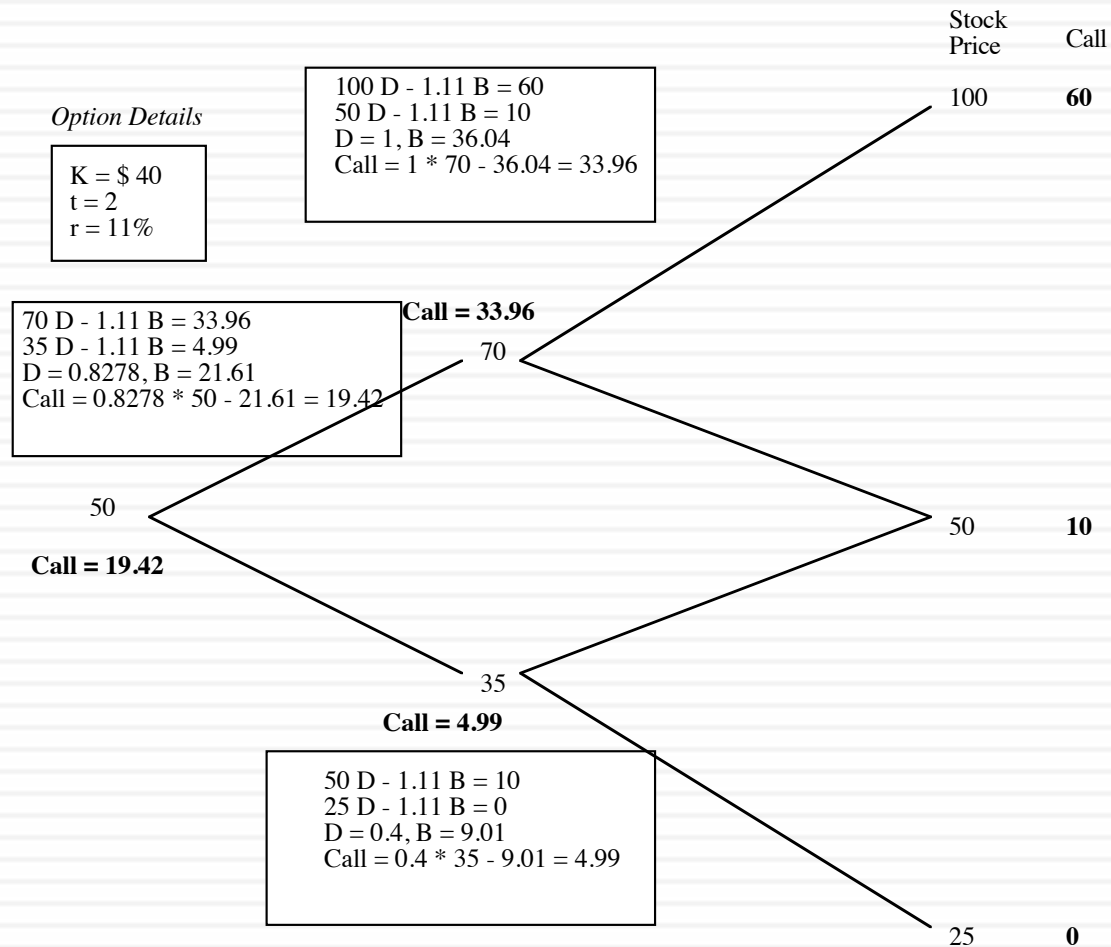 Stock
Price
Call
100 D - 1.11 B = 60
50 D - 1.11 B = 10
D = 1, B = 36.04
Call = 1 * 70 - 36.04 = 33.96
100 60
Option Details
K = $ 40
t = 2
r = 11%
70 D - 1.11 B = 33.96
35 D - 1.11 B = 4.99
D = 0.8278, B = 21.61
Call = 0.8278 * 50 - 21.61 = 19.42
Call = 33.96
70
50
Call = 19.42
50 10
35
Call = 4.99
50 D - 1.11 B = 10
25 D - 1.11 B = 0
D = 0.4, B = 9.01
Call = 0.4 * 35 - 9.01 = 4.99
25 0